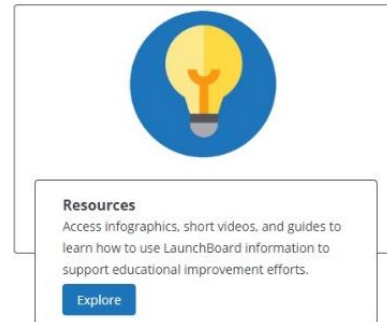 Resources
Access infographics, short videos, and guides to
learn how to use LaunchBoard information to
support educational improvement efforts.
Explore